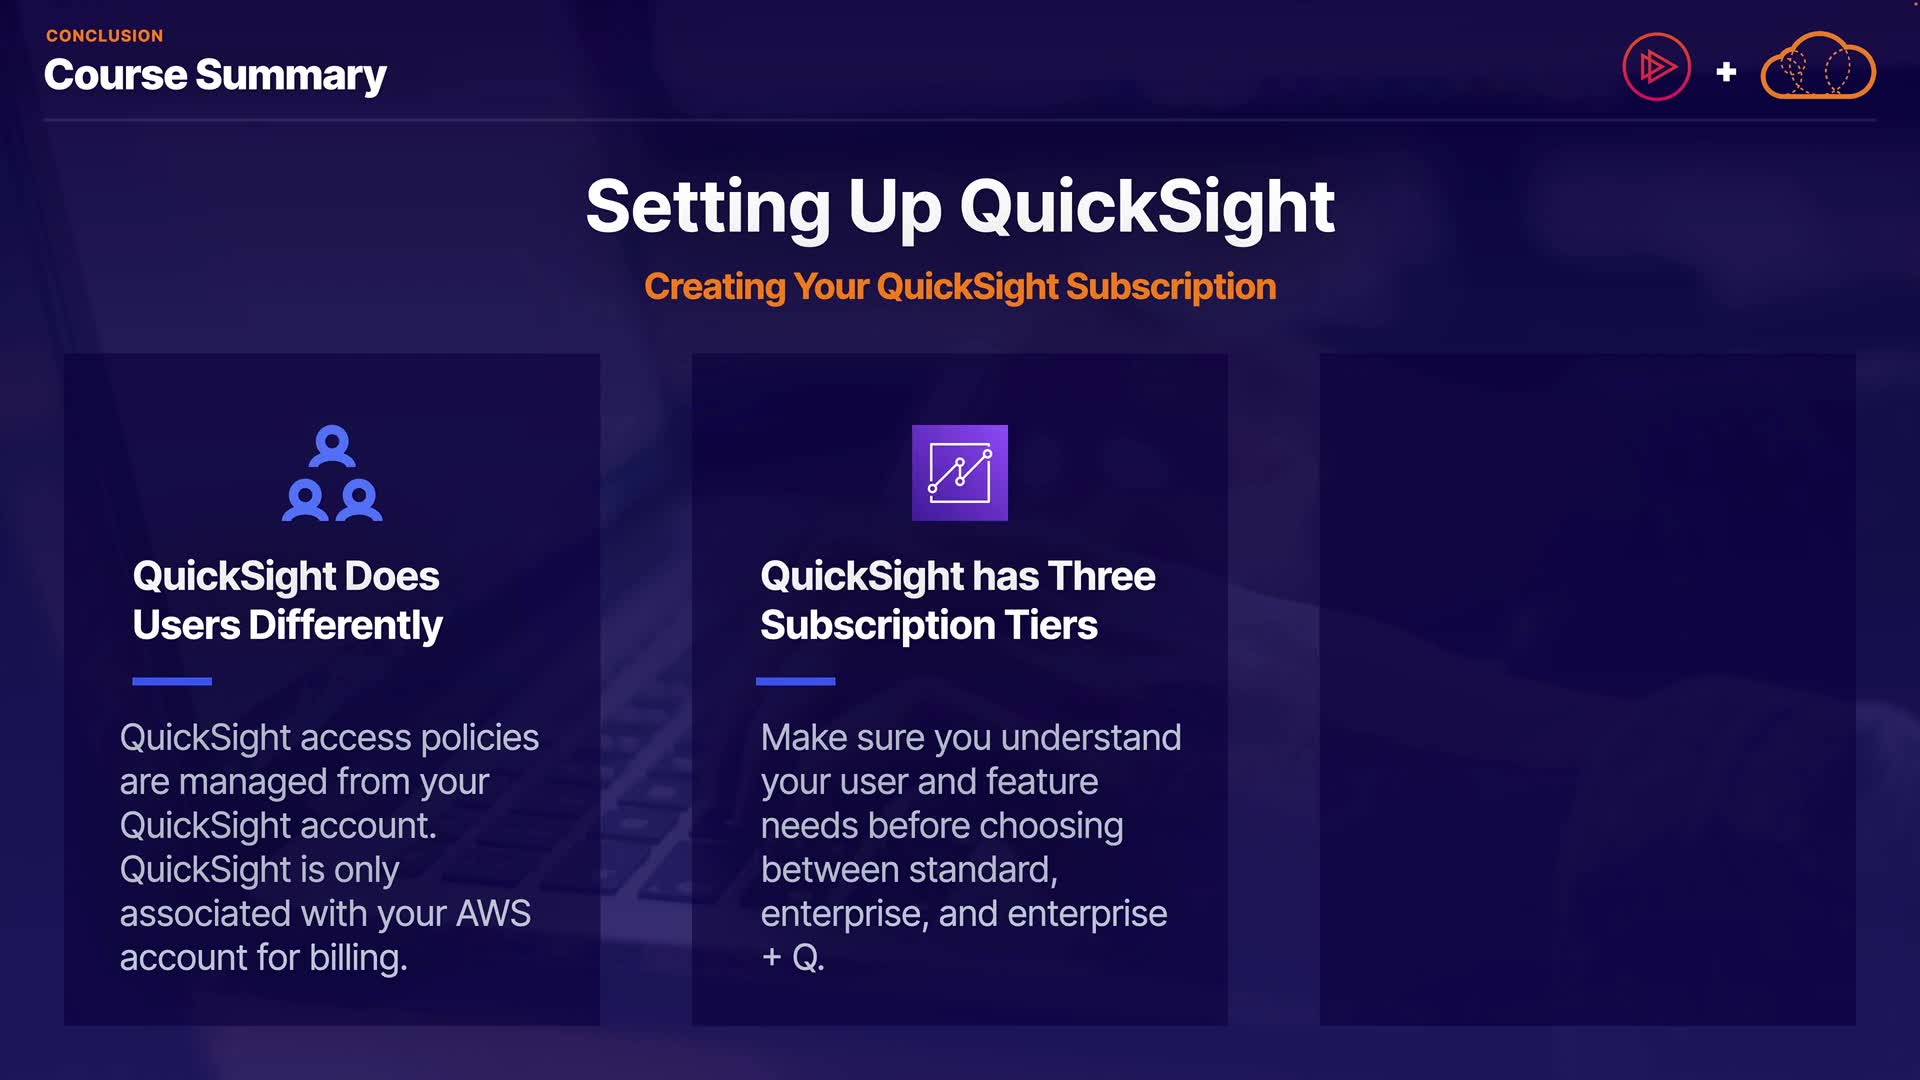 CONCLUSION
Course Summary
+
Setting Up QuickSight
Creating Your QuickSight Subscription
QuickSight Does
Users Differently
QuickSight access policies
are managed from your
QuickSight account.
QuickSight is only
associated with your AWS
account for billing.
QuickSight has Three
Subscription Tiers
Make sure you understand
your user and feature
needs before choosing
between standard,
enterprise, and enterprise
+ Q.